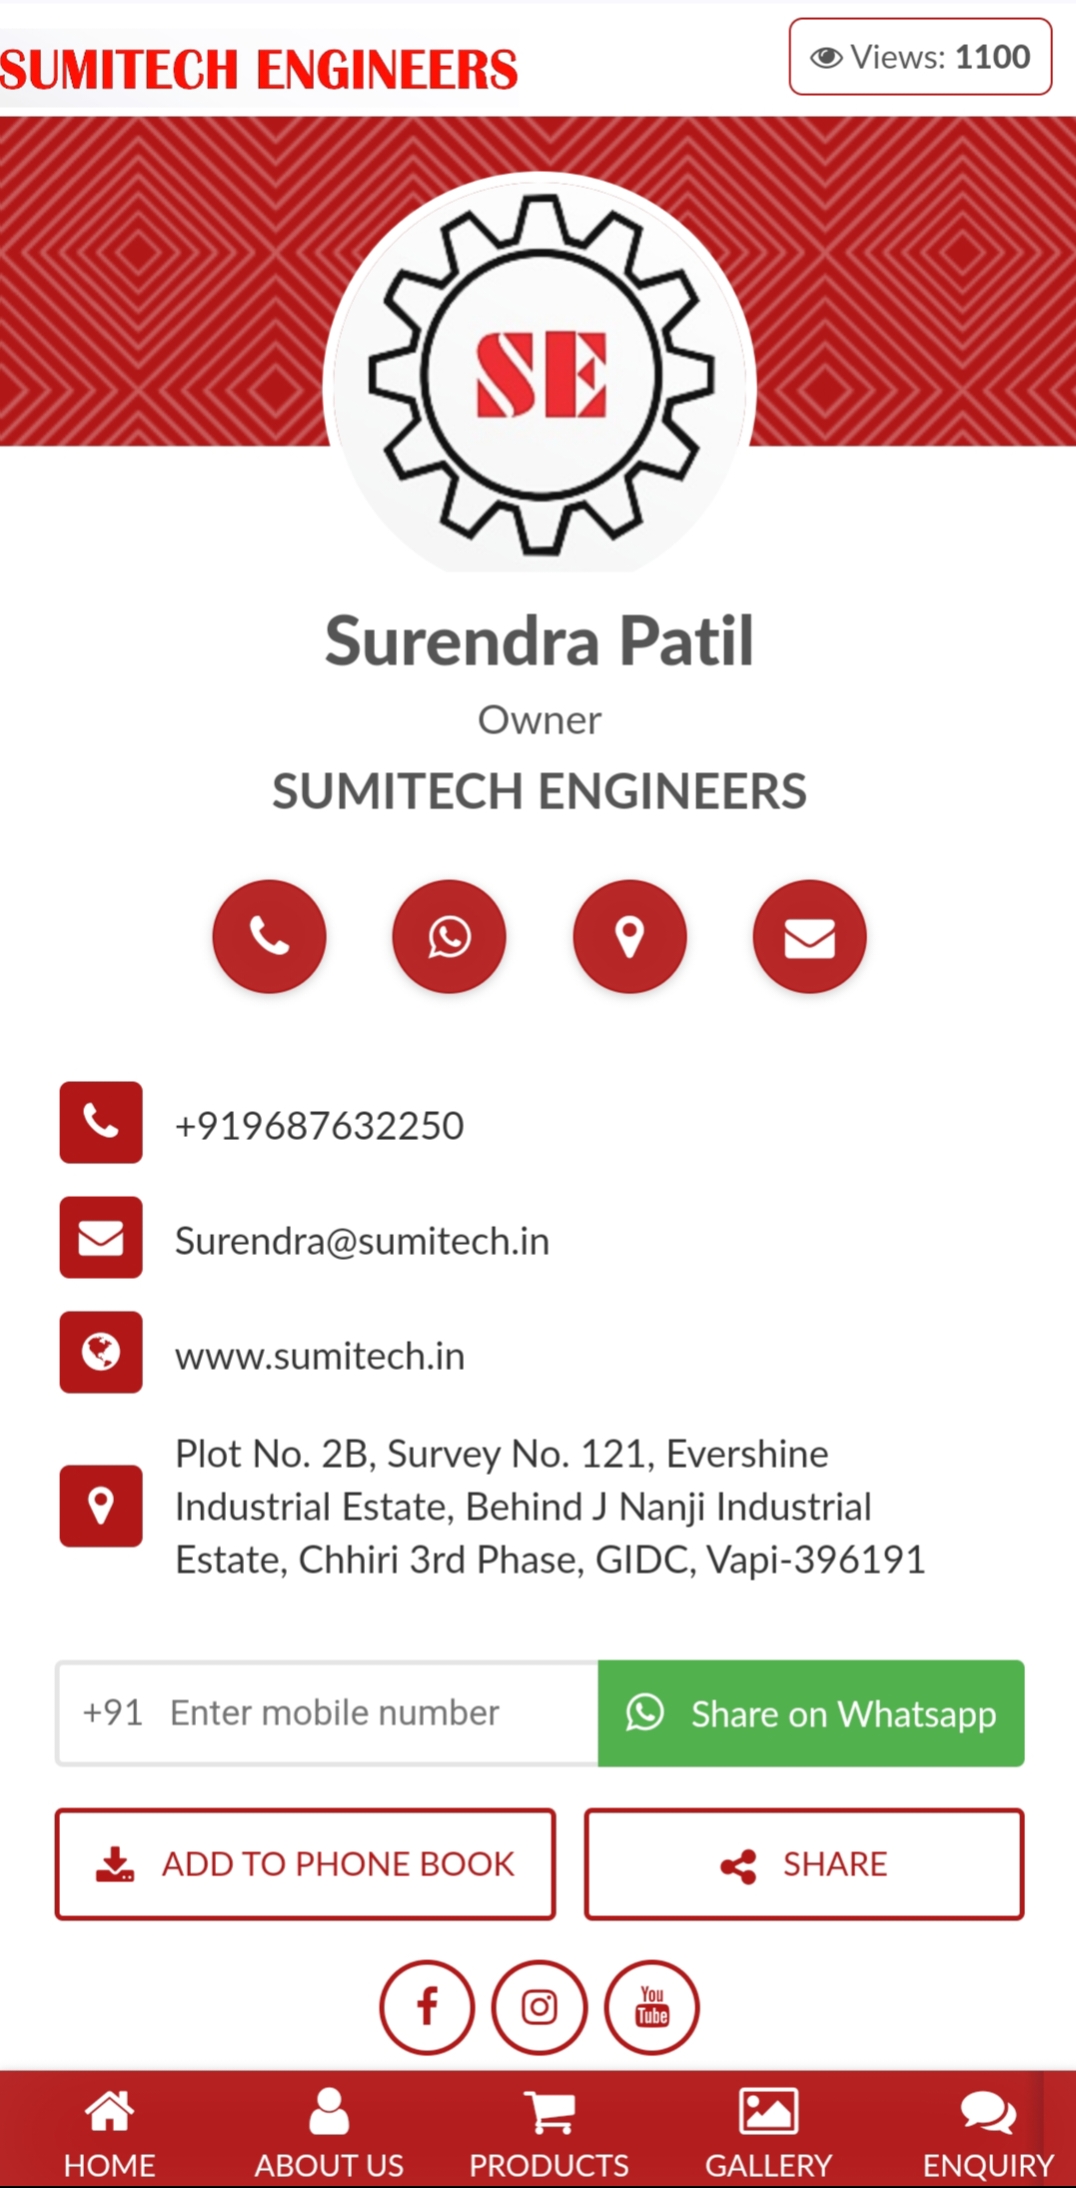 SUMITECH ENGINEERS
Views: 1100
SE
Surendra Patil
Owner
SUMITECH ENGINEERS
+919687632250
Surendra@sumitech.in
www.sumitech.in
Plot No. 2B, Survey No. 121, Evershine
Industrial Estate, Behind J Nanji Industrial
Estate, Chhiri 3rd Phase, GIDC, Vapi-396191
+91 Enter mobile number
Share on Whatsapp
ADD TO PHONE BOOK
SHARE
You
Tube
HOME
ABOUT US
PRODUCTS
GALLERY
ENQUIRY